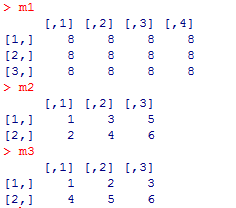 > m1
     [,1] [,2] [,3] [,4]
[1,]    8    8    8    8
[2,]    8    8    8    8
[3,]    8    8    8    8
> m2
     [,1] [,2] [,3]
[1,]    1    3    5
[2,]    2    4    6
> m3
     [,1] [,2] [,3]
[1,]    1    2    3
[2,]    4    5    6